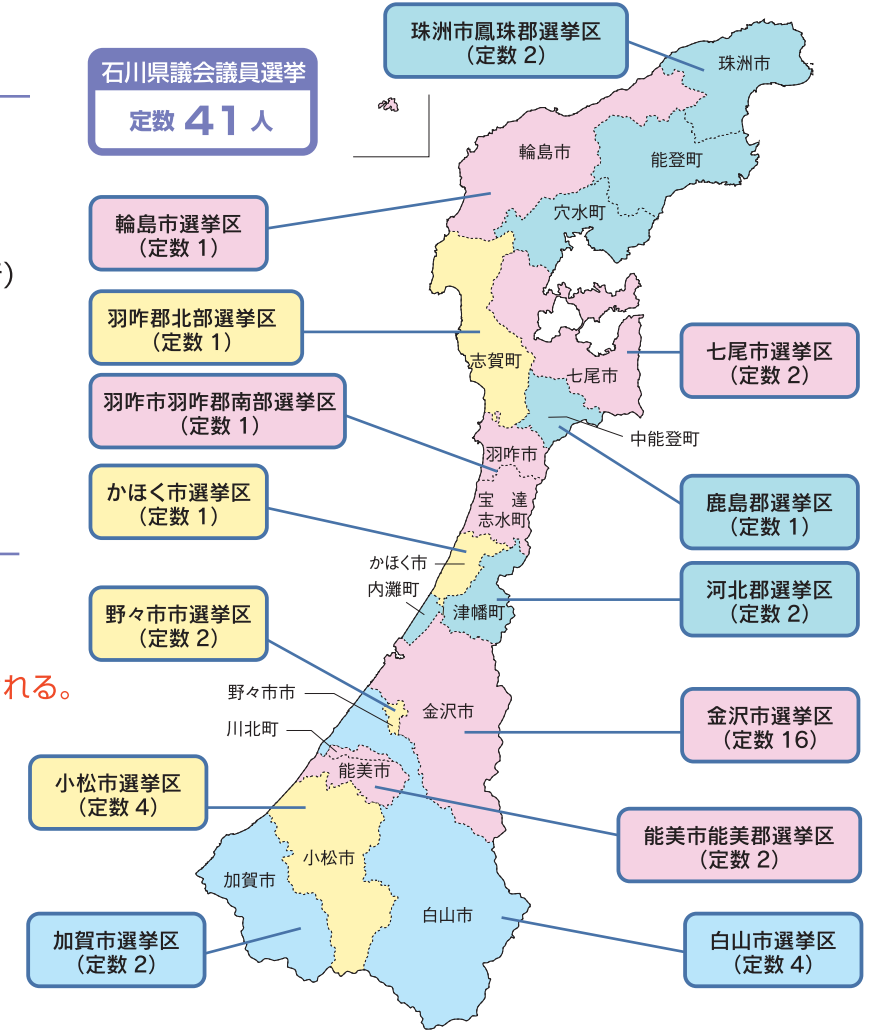 珠洲市鳳珠郡選挙区
(定数 2)
石川県議会議員選挙
定数 41 人
珠洲市
輪島市
能登町
穴水町
輪島市選挙区
(定数 1)
)
羽咋郡北部選挙区
(定数 1)
志賀町
七尾市
七尾市選挙区
(定数 2)
羽咋市羽咋郡南部選挙区
(定数 1)
中能登町
羽咋市
かほく市選挙区
(定数 1)
宝 達
志水町
鹿島郡選挙区
(定数 1)
かほく市
内灘町
津幡町
河北郡選挙区
(定数 2)
野々市市選挙区
(定数 2)
れる。
野々市市
川北町
金沢市
金沢市選挙区
(定数 16)
能美市
小松市選挙区
(定数 4)
能美市能美郡選挙区
(定数 2)
小松市
加賀市
白山市
加賀市選挙区
(定数 2)
白山市選挙区
(定数 4)